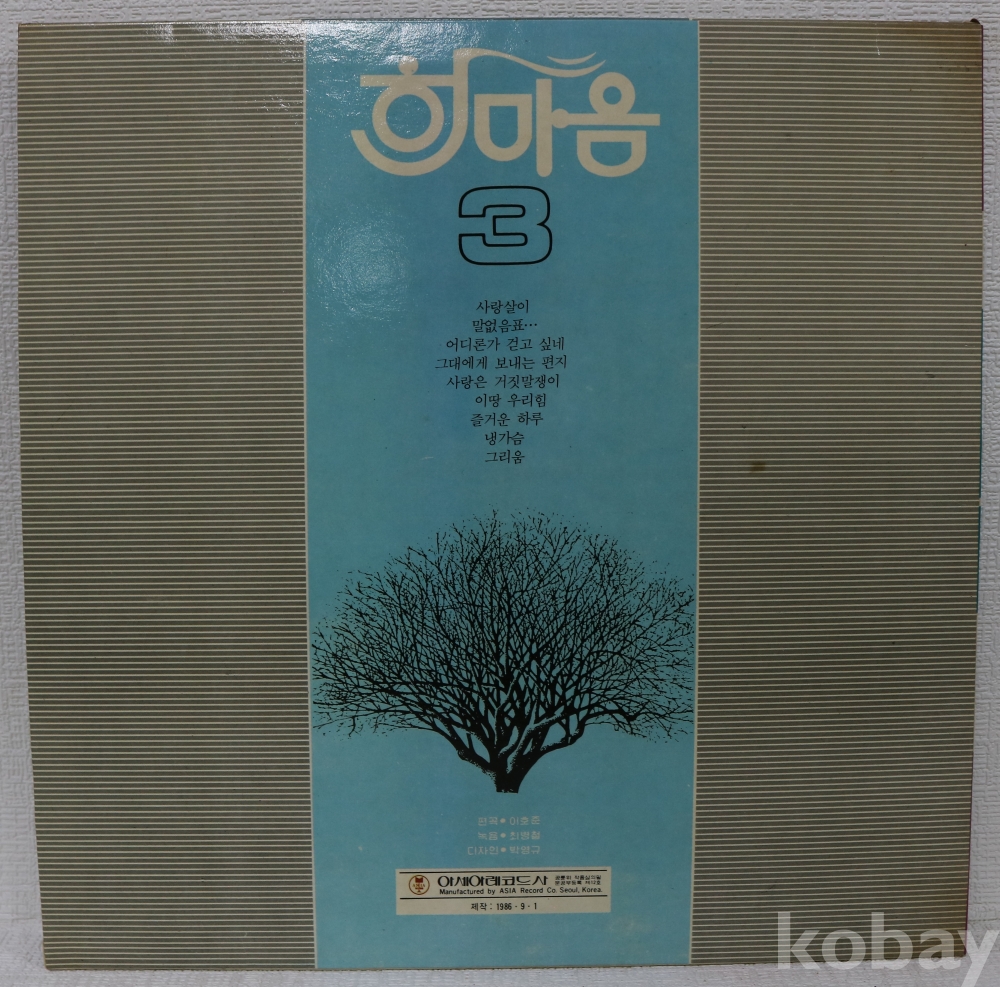 한마음
3
사랑살이
말없음표…
어디론가 걷고 싶네
그대에게 보내는 편지
사랑은 거짓말쟁이
이땅 우리힘
즐거운 하루
냉가슴
그리움
편곡●이호준
녹음●최병철
디자인●박영규
아세아레코드사
Manufactured by ASIA Record Co. Seoul, Korea.
제작 : 1986 - 9 - 1
kobay